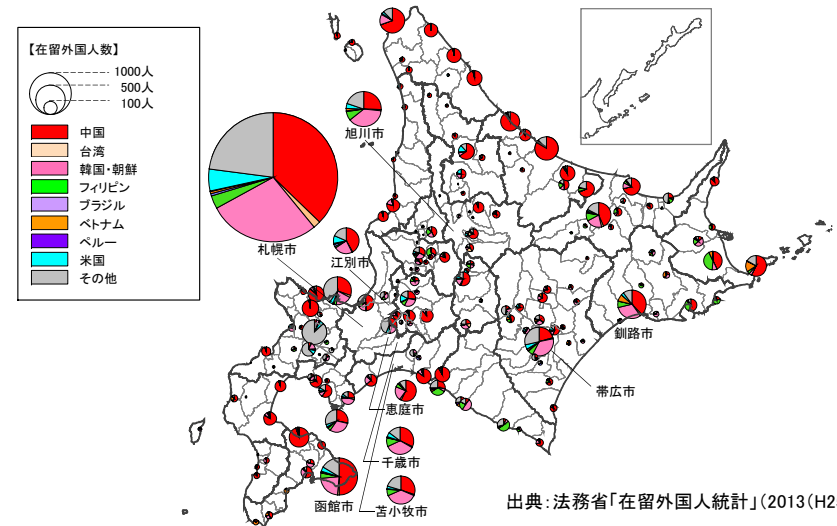 【在留外国人数】
1000人
500人
100人
中国
台湾
韓国・朝鮮
フィリピン
ブラジル
ベトナム
ペルー
米国
その他
旭川市
札幌市
江別市
釧路市
帯広市
恵庭市
千歳市
函館市
苫小牧市
出典:法務省「在留外国人統計」(2013(H2